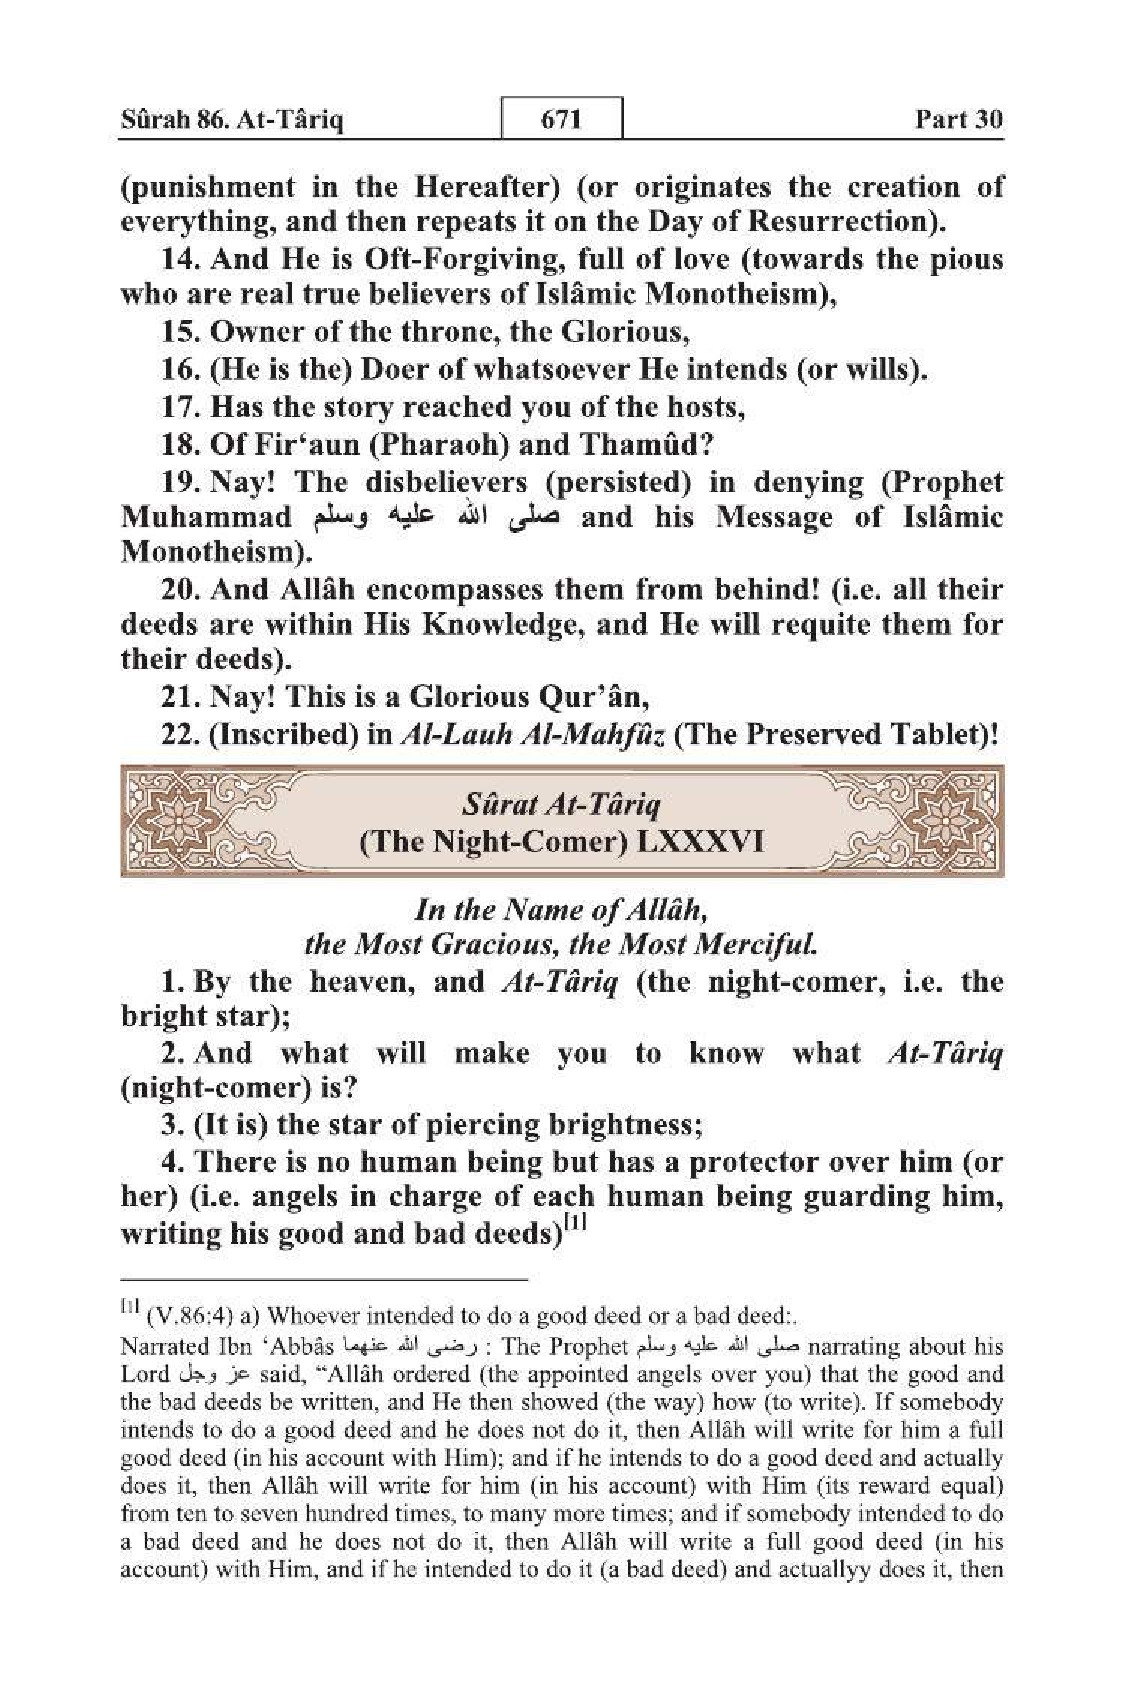 Sûrah 86. At-Târiq 671 Part 30
(punishment in the Hereafter) (or originates the creation of
everything, and then repeats it on the Day of Resurrection).
14. And He is Oft-Forgiving, full of love (towards the pious
who are real true believers of Islâmic Monotheism),
15. Owner of the throne, the Glorious,
16. (He is the) Doer of whatsoever He intends (or wills).
17. Has the story reached you of the hosts,
18. Of Fir‘aun (Pharaoh) and Thamûd?
19. Nay! The disbelievers (persisted) in denying (Prophet
Muhammad صلى الله عليه وسلم and his Message of Islâmic
Monotheism).
20. And Allâh encompasses them from behind! (i.e. all their
deeds are within His Knowledge, and He will requite them for
their deeds).
21. Nay! This is a Glorious Qur’ân,
22. (Inscribed) in Al-Lauh Al-Mahfûz (The Preserved Tablet)!
Sûrat At-Târiq
(The Night-Comer) LXXXVI
In the Name of Allâh,
the Most Gracious, the Most Merciful.
1. By the heaven, and At-Târiq (the night-comer, i.e. the
bright star);
2. And what will make you to know what At-Târiq
(night-comer) is?
3. (It is) the star of piercing brightness;
4. There is no human being but has a protector over him (or
her) (i.e. angels in charge of each human being guarding him,
writing his good and bad deeds)[1]
[1] (V.86:4) a) Whoever intended to do a good deed or a bad deed:.
Narrated Ibn ‘Abbâs رضى الله عنهما : The Prophet صلى الله عليه وسلم narrating about his
Lord عز وجل said, “Allâh ordered (the appointed angels over you) that the good and
the bad deeds be written, and He then showed (the way) how (to write). If somebody
intends to do a good deed and he does not do it, then Allâh will write for him a full
good deed (in his account with Him); and if he intends to do a good deed and actually
does it, then Allâh will write for him (in his account) with Him (its reward equal)
from ten to seven hundred times, to many more times; and if somebody intended to do
a bad deed and he does not do it, then Allâh will write a full good deed (in his
account) with Him, and if he intended to do it (a bad deed) and actuallyy does it, then